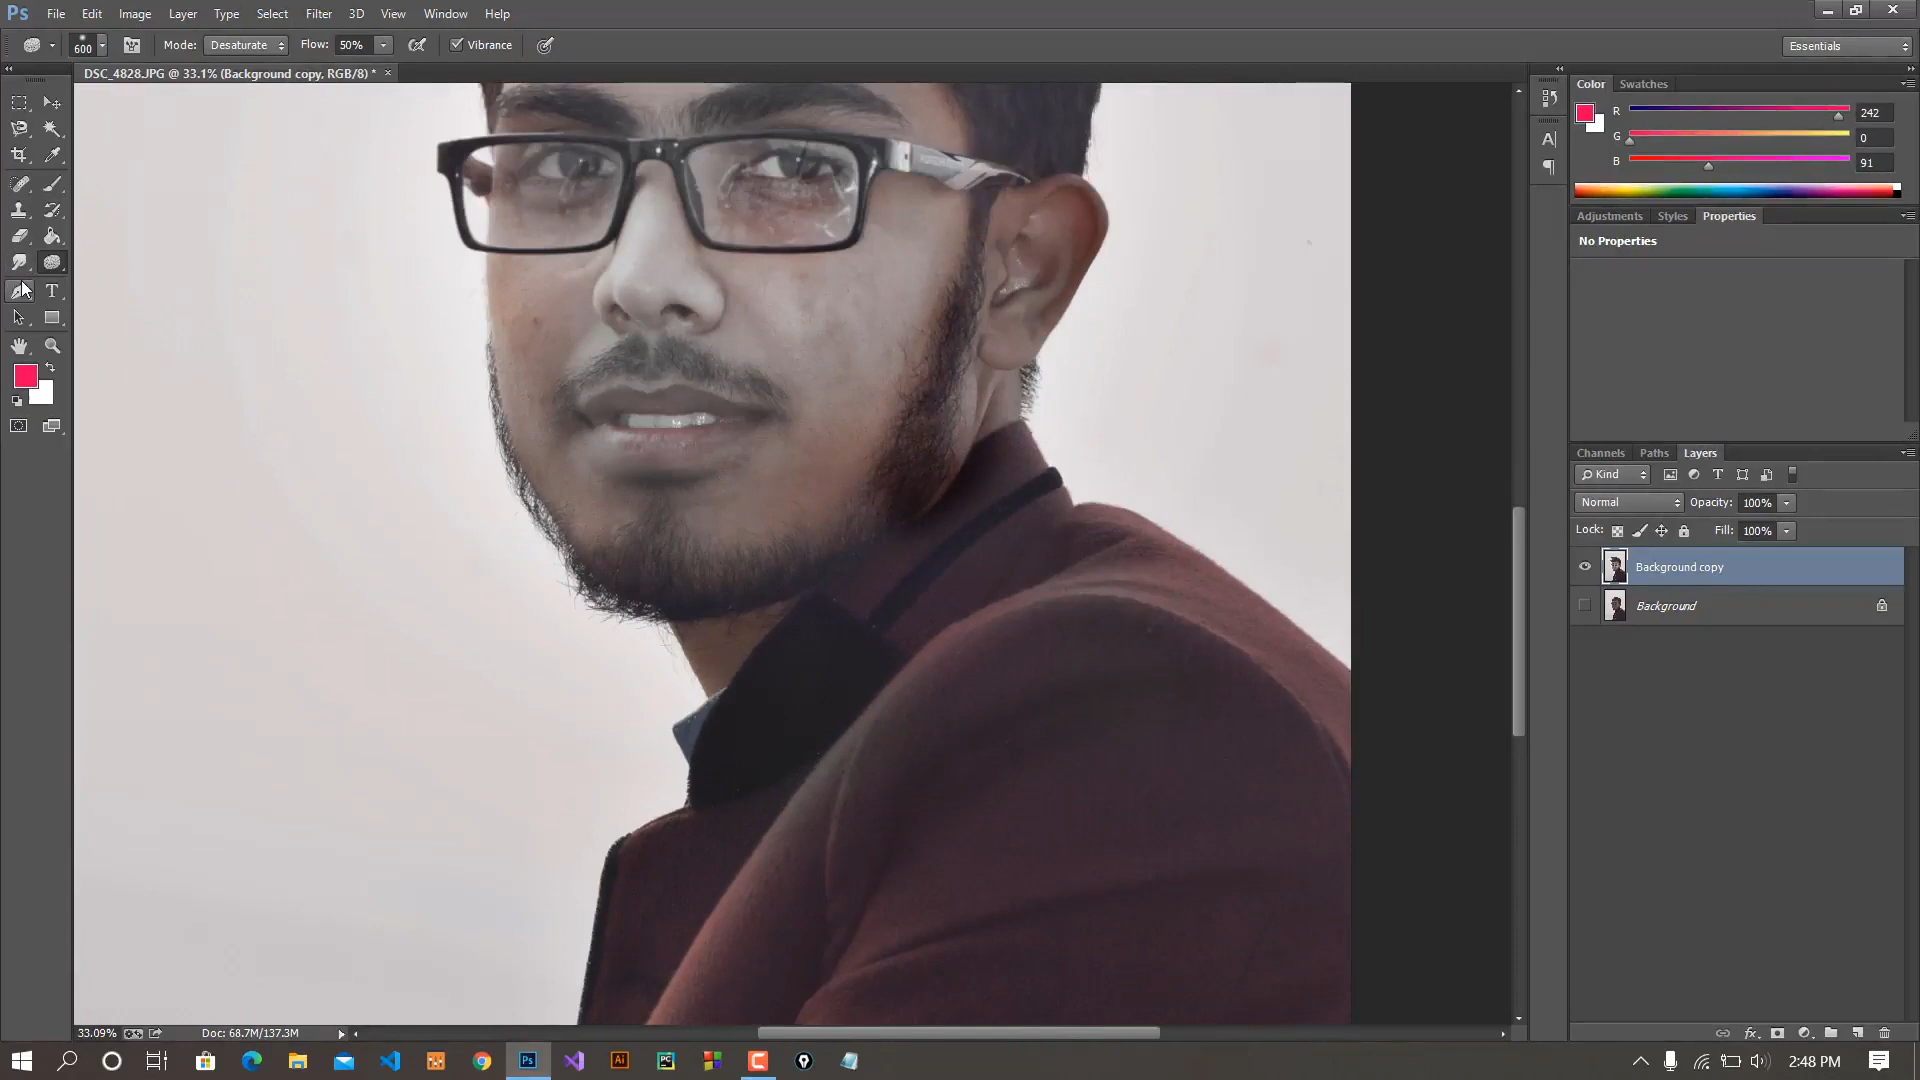 Ps File Edit Image Layer Type Select Filter 3D View Window Help
600 Mode: Desaturate Flow: 50% Vibrance Essentials
DSC_4828.JPG @ 33.1% (Background copy, RGB/8) * ×
Color Swatches
R 242
G 0
B 91
Adjustments Styles Properties
No Properties
Channels Paths Layers
Kind
Normal Opacity: 100%
Lock: Fill: 100%
Background copy
Background
33.09% Doc: 68.7M/137.3M
2:48 PM